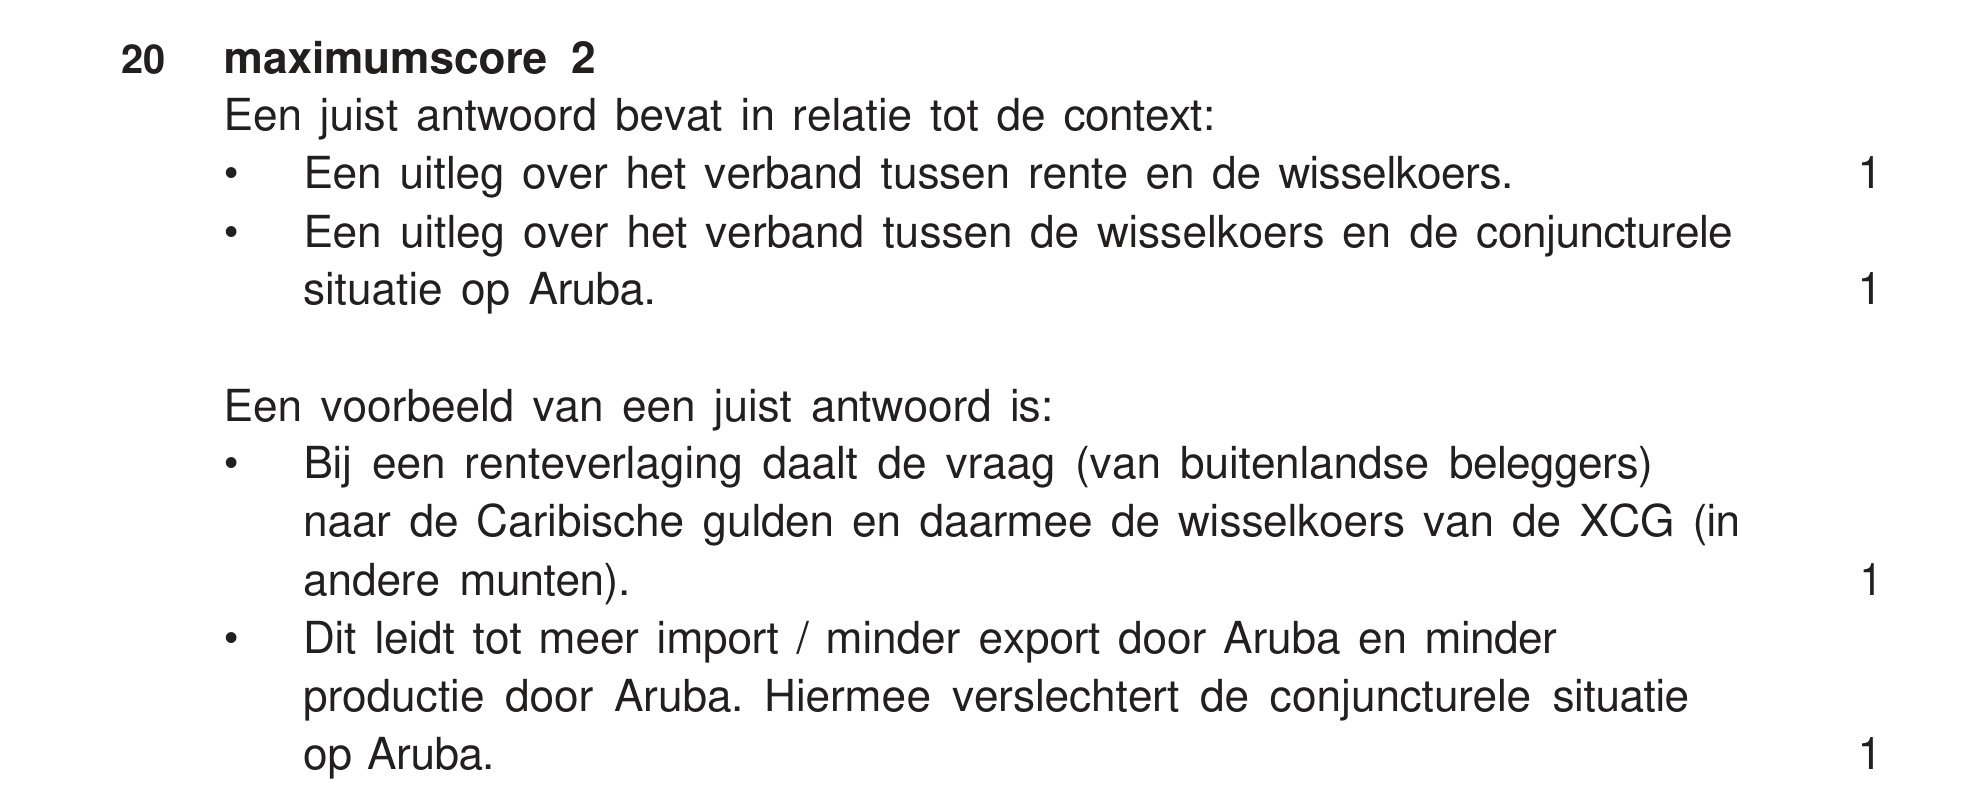 20 maximumscore 2
Een juist antwoord bevat in relatie tot de context:
• Een uitleg over het verband tussen rente en de wisselkoers. 1
• Een uitleg over het verband tussen de wisselkoers en de conjuncturele
situatie op Aruba. 1
Een voorbeeld van een juist antwoord is:
• Bij een renteverlaging daalt de vraag (van buitenlandse beleggers)
naar de Caribische gulden en daarmee de wisselkoers van de XCG (in
andere munten). 1
• Dit leidt tot meer import / minder export door Aruba en minder
productie door Aruba. Hiermee verslechtert de conjuncturele situatie
op Aruba. 1